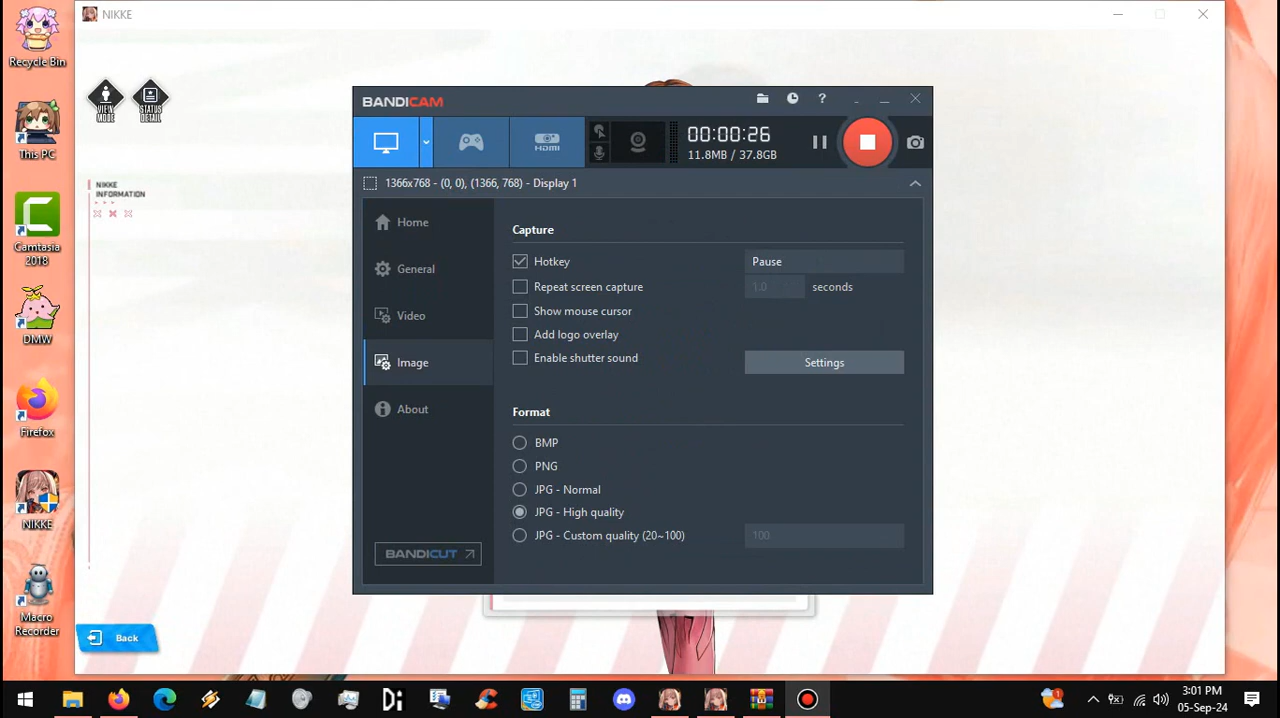 Recycle Bin
This PC
Camtasia
2018
DMW
Firefox
NIKKE
Macro
Recorder
NIKKE
VIEW
MODE
STATUS
DETAIL
NIKKE
INFORMATION
Back
BANDICAM
?
HDMI
00:00:26
11.8MB / 37.8GB
1366x768 - (0, 0), (1366, 768) - Display 1
Home
General
Video
Image
About
BANDICUT
Capture
Hotkey
Pause
Repeat screen capture
1.0
seconds
Show mouse cursor
Add logo overlay
Enable shutter sound
Settings
Format
BMP
PNG
JPG - Normal
JPG - High quality
JPG - Custom quality (20~100)
100
Di
1
3:01 PM
05-Sep-24